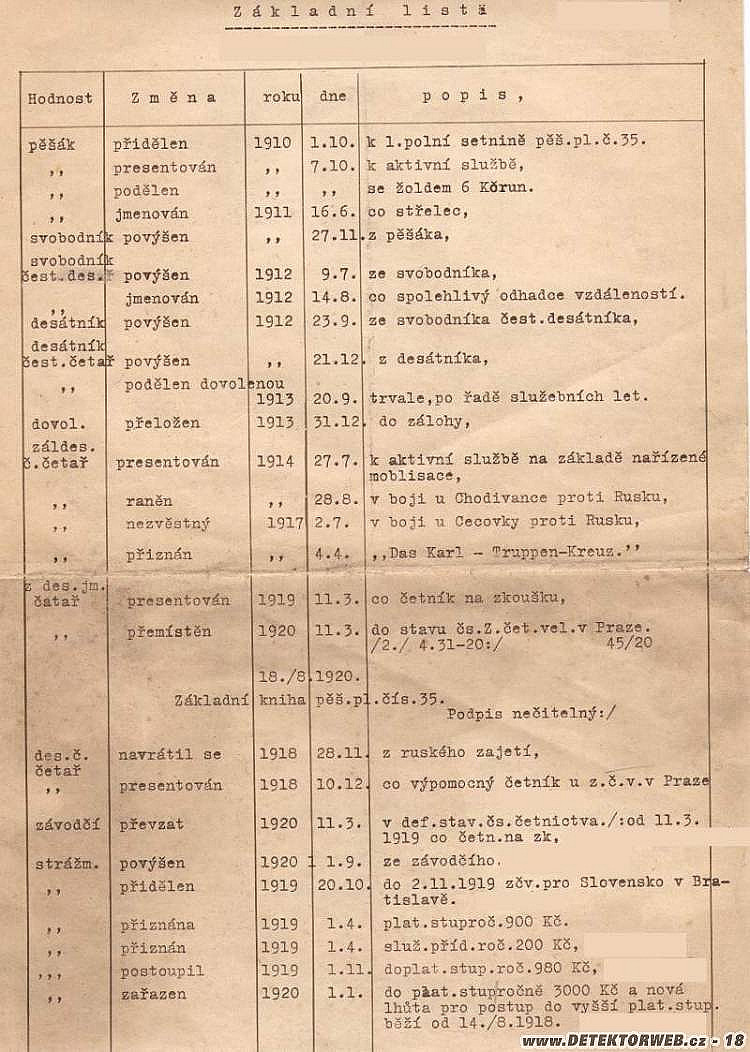 Základní lista
Hodnost Změna roku dne popis,
pěšák přidělen 1910 1.10. k 1.polní setnině pěš.pl.č.35.
,, presentován ,, 7.10. k aktivní službě,
,, podělen ,, ,, se žoldem 6 Korun.
,, jmenován 1911 16.6. co střelec,
svobodník povýšen ,, 27.11. z pěšáka,
svobodník
čest.des. povýšen 1912 9.7. ze svobodníka,
,, jmenován 1912 14.8. co spolehlivý odhadce vzdáleností.
desátník povýšen 1912 23.9. ze svobodníka čest.desátníka,
desátník
čest.četař povýšen ,, 21.12. z desátníka,
,, podělen dovolenou
1913 20.9. trvale,po řadě služebních let.
dovol. přeložen 1913 31.12. do zálohy,
záldes.
č.četař presentován 1914 27.7. k aktivní službě na základě nařízené
moblisace,
,, raněn ,, 28.8. v boji u Chodivance proti Rusku,
,, nezvěstný 1917 2.7. v boji u Cecovky proti Rusku,
,, přiznán ,, 4.4. ,,Das Karl - Truppen-Kreuz.''
z des.jm.
čatař presentován 1919 11.3. co četník na zkoušku,
,, přemístěn 1920 11.3. do stavu čs.Z.čet.vel.v Praze.
/2./ 4.31-20:/ 45/20
18./8.1920.
Základní kniha pěš.pl.čís.35.
Podpis nečitelný:/
des.č. navrátil se 1918 28.11. z ruského zajetí,
četař
,, presentován 1918 10.12. co výpomocný četník u z.č.v.v Praze
závodčí převzat 1920 11.3. v def.stav.čs.četnictva./:od 11.3.
1919 co četn.na zk,
strážm. povýšen 1920 1.9. ze závodčího.
,, přidělen 1919 20.10. do 2.11.1919 zčv.pro Slovensko v Bra-
tislavě.
,, přiznána 1919 1.4. plat.stuproč.900 Kč.
,, přiznán 1919 1.4. služ.příd.roč.200 Kč,
,,, postoupil 1919 1.11. doplat.stup.roč.980 Kč,
,, zařazen 1920 1.1. do plat.stupročně 3000 Kč a nová
lhůta pro postup do vyšší plat.stup.
běží od 14./8.1918.
www.DETEKTORWEB.cz - 18